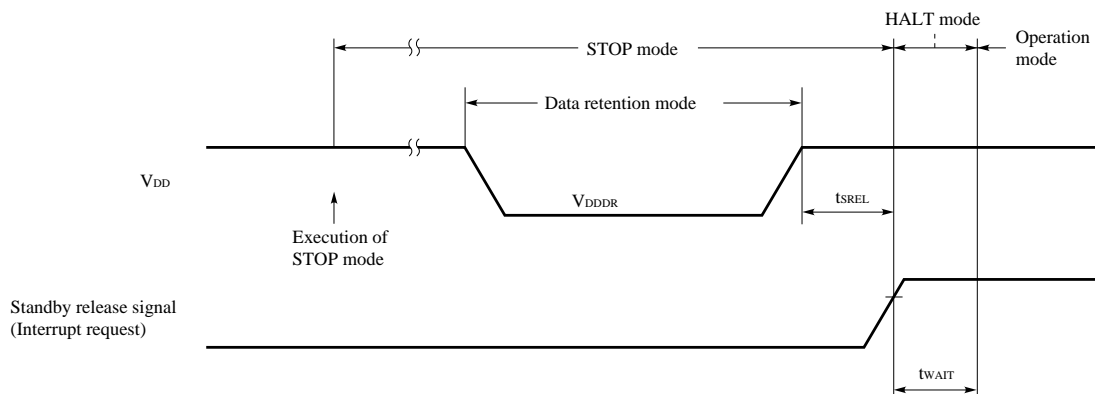 HALT mode
STOP mode
Operation
mode
Data retention mode
VDD
VDDDR
tSREL
Execution of
STOP mode
Standby release signal
(Interrupt request)
tWAIT